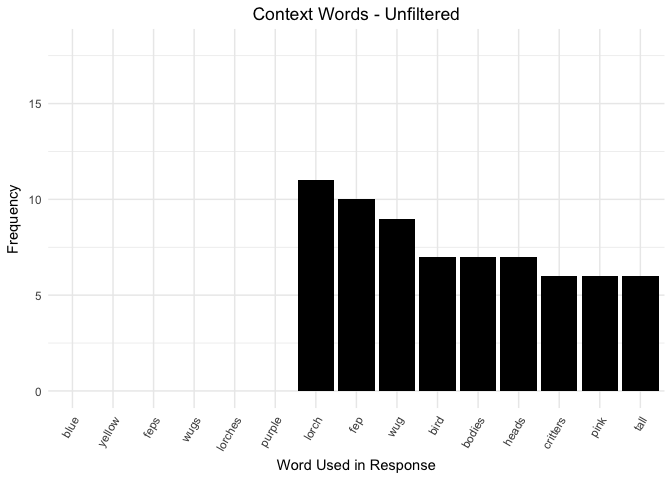 Context Words - Unfiltered
15
10
5
0
Frequency
blue yellow feps wugs lorches purple lorch fep wug bird bodies heads critters pink tall
Word Used in Response